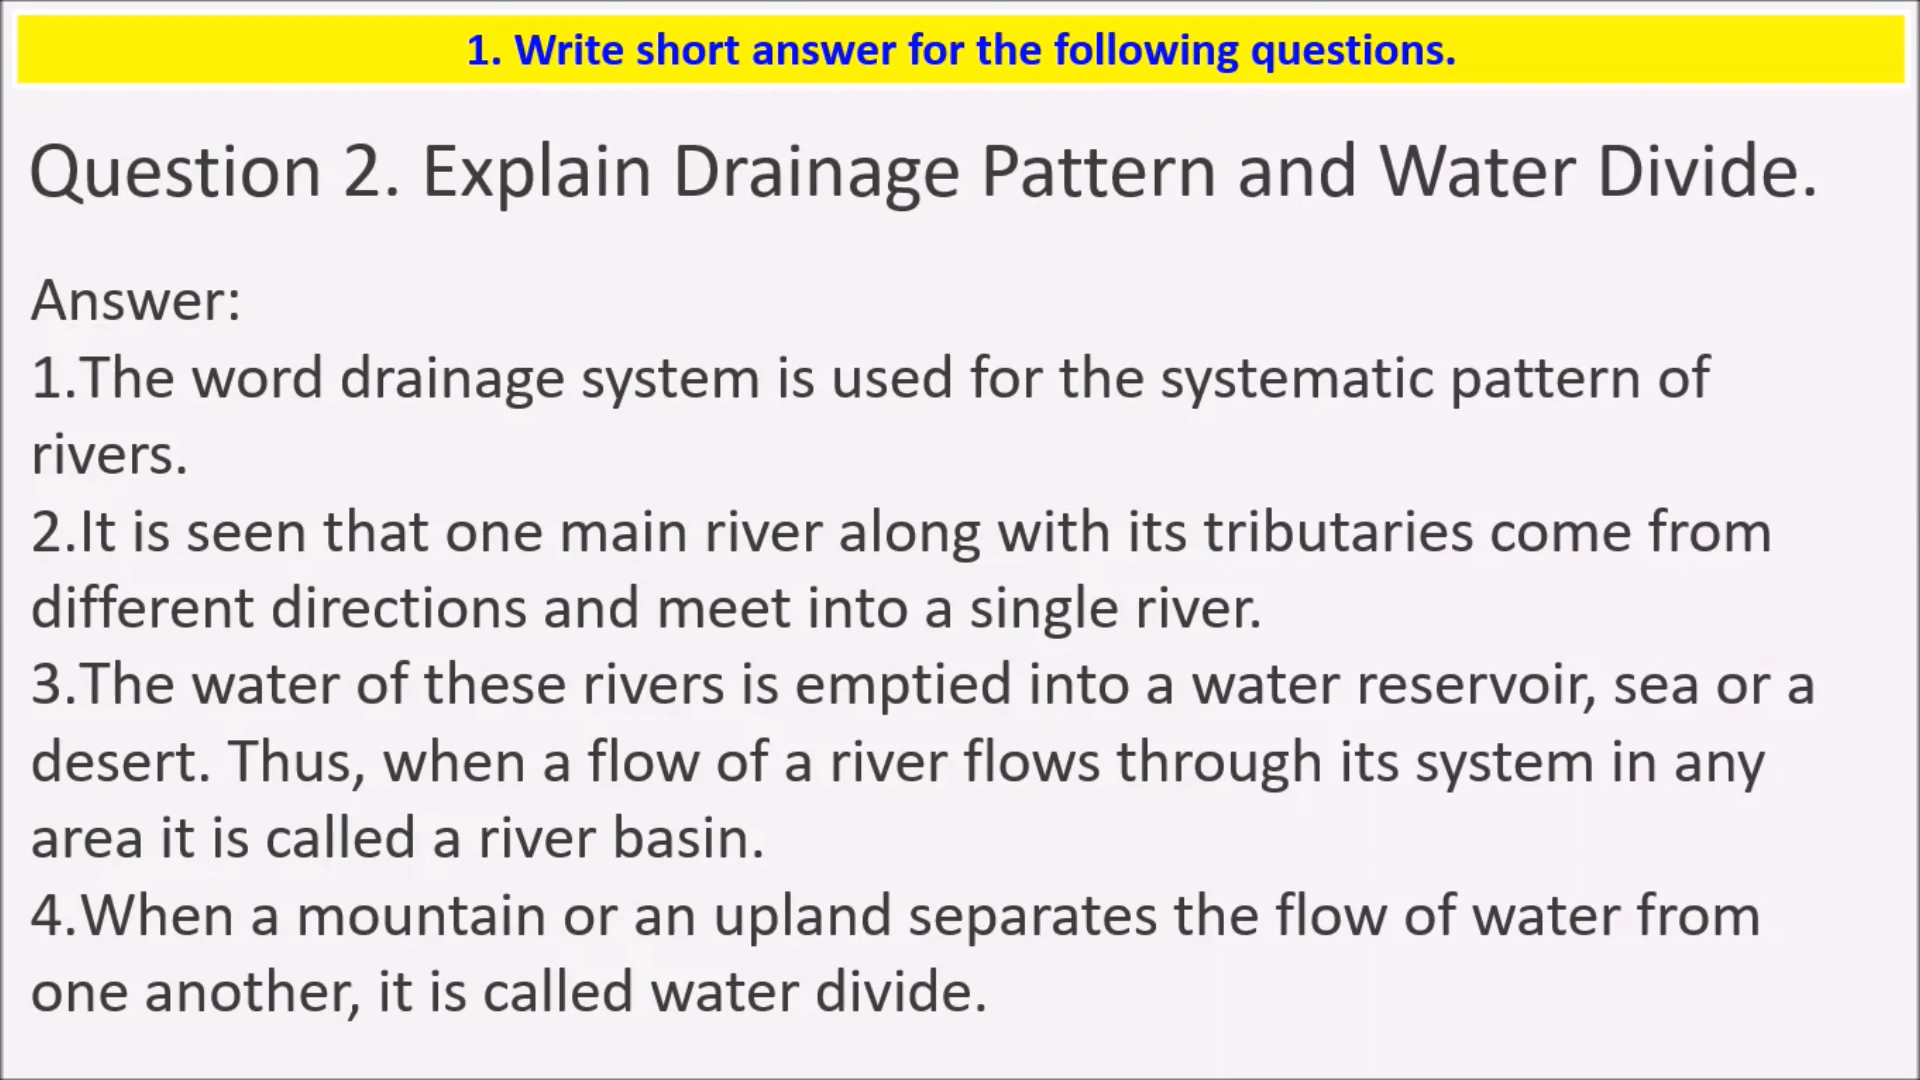 1. Write short answer for the following questions.
Question 2. Explain Drainage Pattern and Water Divide.
Answer:
1.The word drainage system is used for the systematic pattern of
rivers.
2.It is seen that one main river along with its tributaries come from
different directions and meet into a single river.
3.The water of these rivers is emptied into a water reservoir, sea or a
desert. Thus, when a flow of a river flows through its system in any
area it is called a river basin.
4.When a mountain or an upland separates the flow of water from
one another, it is called water divide.